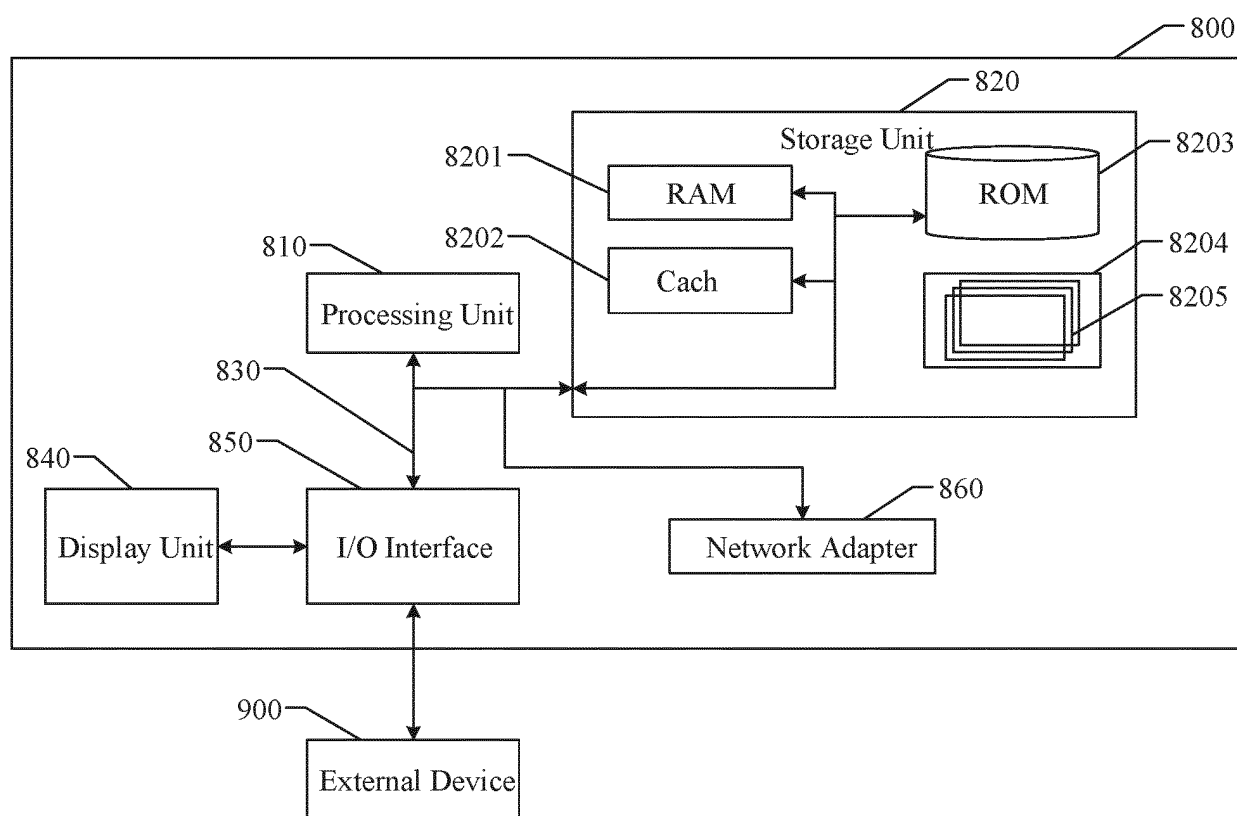 800
820
Storage Unit
8201
8203
RAM
ROM
8202
810
8204
Cach
8205
Processing Unit
830
850
840
860
Display Unit
I/O Interface
Network Adapter
900
External Device